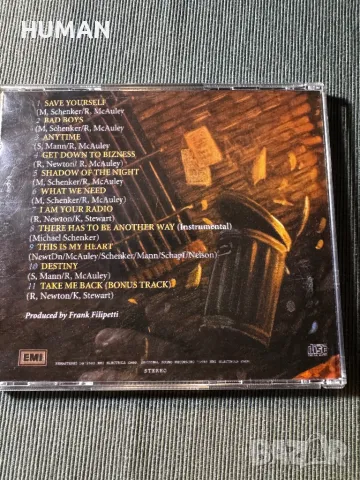 HUMAN
1 SAVE YOURSELF
(M, Schenker/R, McAuley
2 BAD BOYS
(M, Schenker/R, McAuley
3 ANYTIME
(S, Mann/R, McAuley
4 GET DOWN TO BIZNESS
(R, Newton/ R, McAuley)
5 SHADOW OF THE NIGHT
(M, Schenker/R, McAuley
6 WHAT WE NEED
(M, Schenker/R, McAuley)
7 I AM YOUR RADIO
(R, Newton/K, Stewart)
8 THERE HAS TO BE ANOTHER WAY (Instrumental)
(Michael Schenker)
9 THIS IS MY HEART
(NewtDn/McAuley/Schenker/Mann/Schapf/Nelson)
10 DESTINY
(S, Mann/R, McAuley)
11 TAKE ME BACK (BONUS TRACK)
(R, Newton/K, Stewart)
Produced by Frank Filipetti
EMI
STEREO
disc
bazar